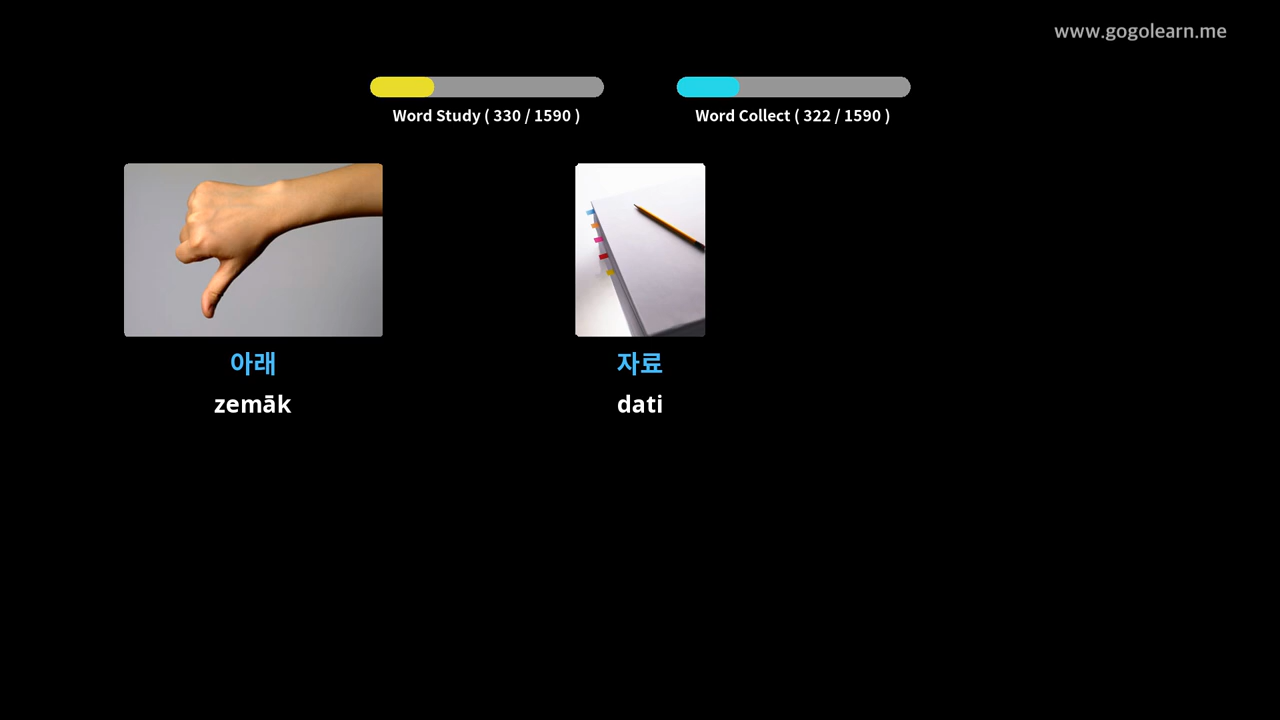 www.gogolearn.me
Word Study ( 330 / 1590 )
Word Collect ( 322 / 1590 )
아래
zemāk
자료
dati